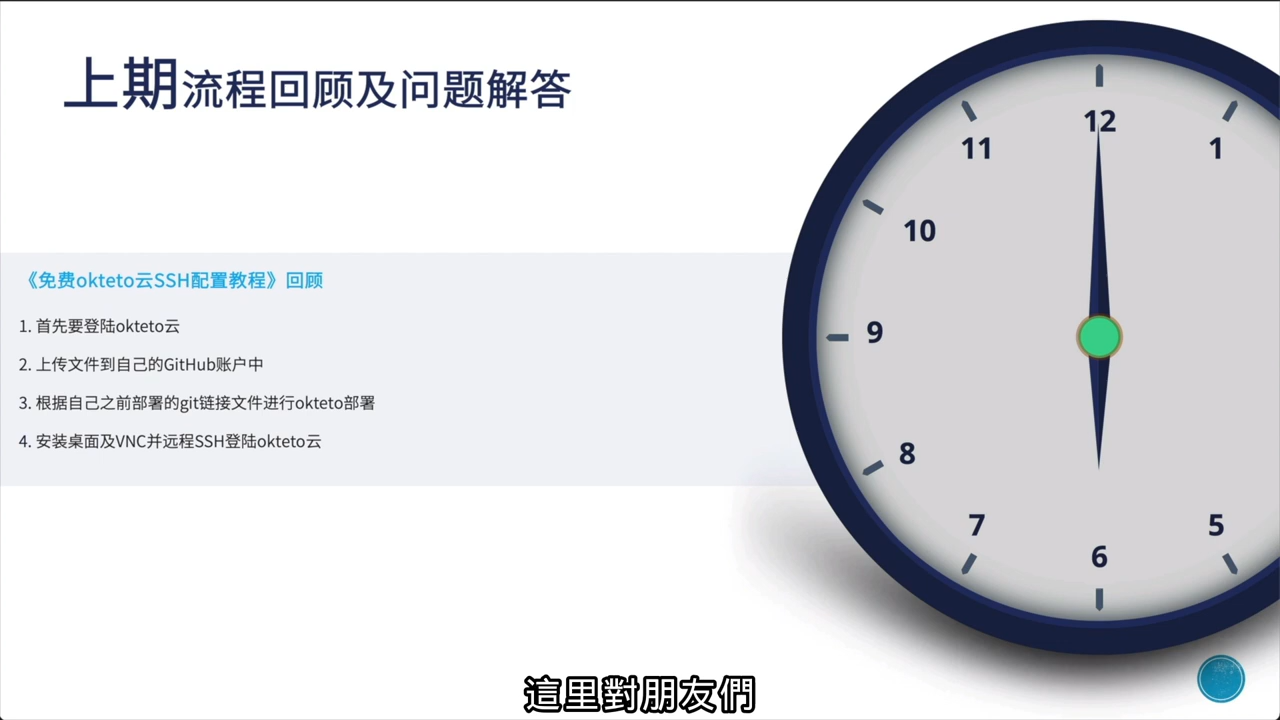 上期流程回顾及问题解答
《免费okteto云SSH配置教程》回顾
1. 首先要登陆okteto云
2. 上传文件到自己的GitHub账户中
3. 根据自己之前部署的git链接文件进行okteto部署
4. 安装桌面及VNC并远程SSH登陆okteto云
12
11
1
10
9
8
7
5
6
這里對朋友們